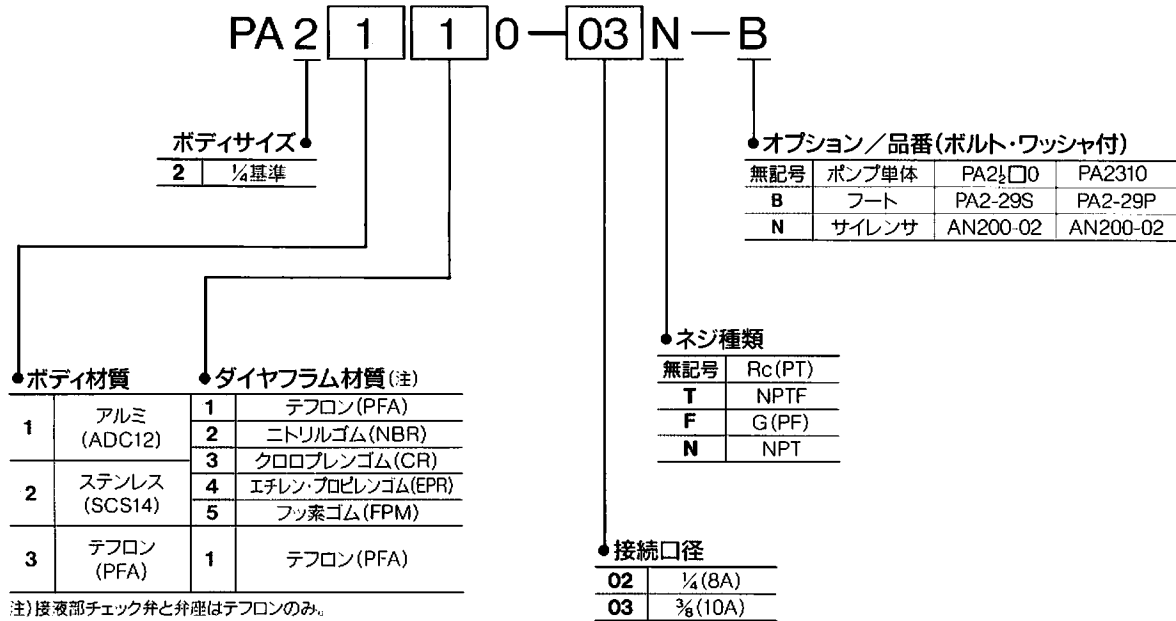 PA 2 1 1 0 — 03 N — B
ボディサイズ
2 1/4基準
オプション/品番(ボルト・ワッシャ付)
無記号 ポンプ単体 PA2½□0 PA2310
B フート PA2-29S PA2-29P
N サイレンサ AN200-02 AN200-02
ネジ種類
無記号 Rc(PT)
T NPTF
F G(PF)
N NPT
ボディ材質
1 アルミ
(ADC12)
2 ステンレス
(SCS14)
3 テフロン
(PFA)
ダイヤフラム材質(注)
1 テフロン(PFA)
2 ニトリルゴム(NBR)
3 クロロプレンゴム(CR)
4 エチレン・プロピレンゴム(EPR)
5 フッ素ゴム(FPM)
1 テフロン(PFA)
接続口径
02 1/4(8A)
03 3/8(10A)
注)接液部チェック弁と弁座はテフロンのみ。